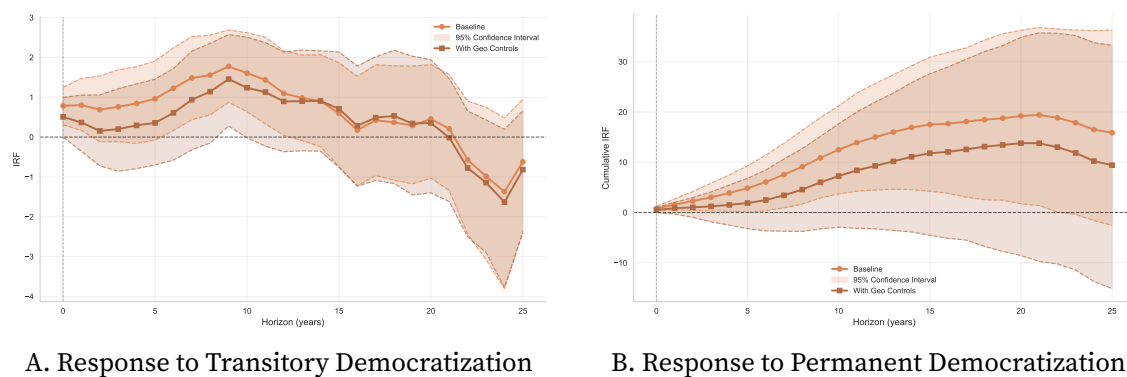 3
2
1
0
−1
−2
−3
−4
IRF
0 5 10 15 20 25
Horizon (years)
Baseline
95% Confidence Interval
With Geo Controls
A. Response to Transitory Democratization
30
20
10
0
−10
Cumulative IRF
0 5 10 15 20 25
Horizon (years)
Baseline
95% Confidence Interval
With Geo Controls
B. Response to Permanent Democratization